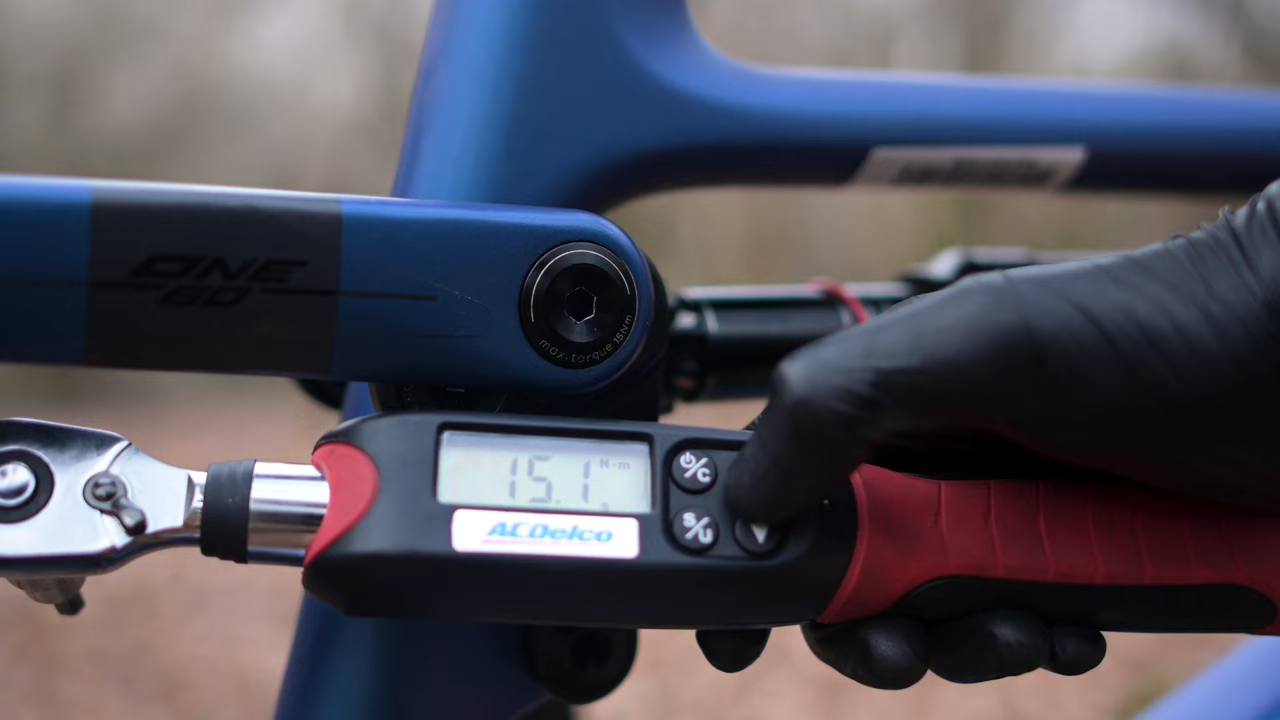 ONE
60
max. torque 15Nm
15.1 N·m
ACDelco
⏻/C
S/U